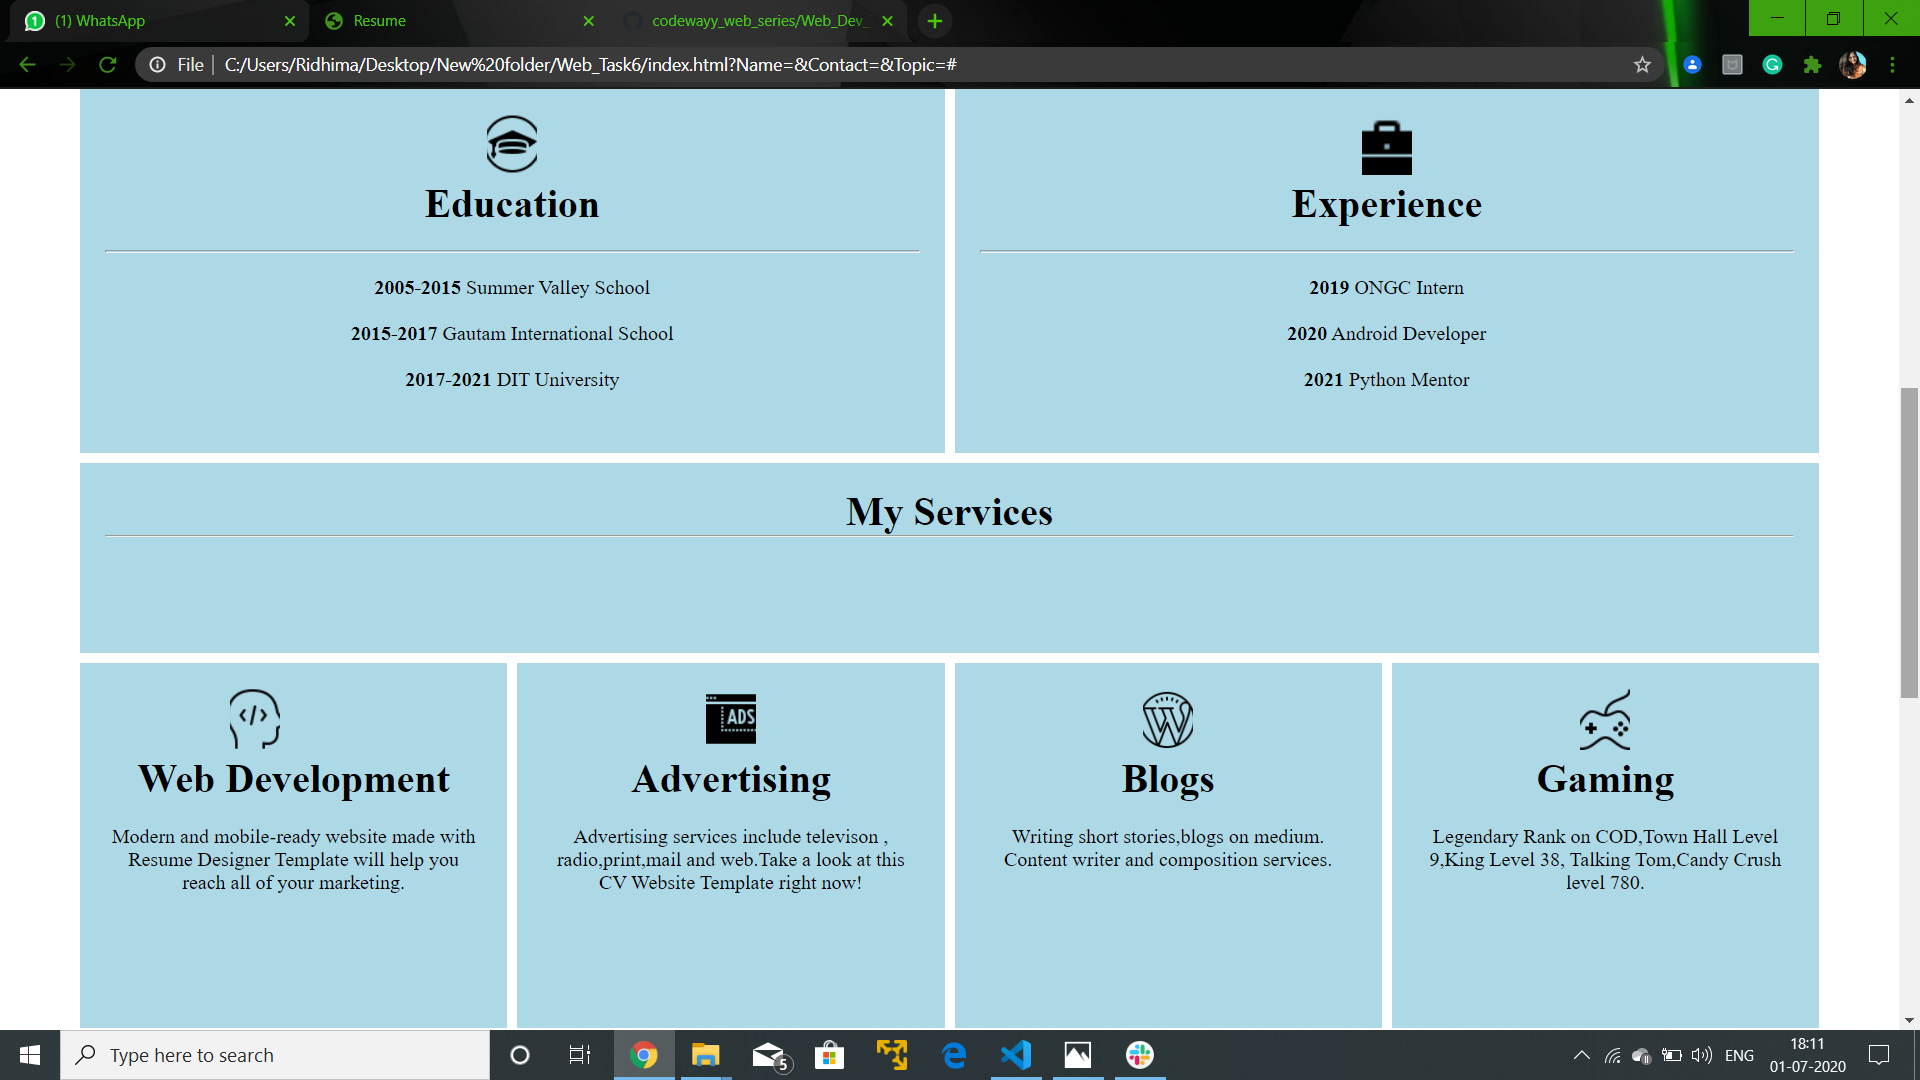 (1) WhatsApp
Resume
codewayy_web_series/Web_Dev_
File
C:/Users/Ridhima/Desktop/New%20folder/Web_Task6/index.html?Name=&Contact=&Topic=#
Education
2005-2015 Summer Valley School
2015-2017 Gautam International School
2017-2021 DIT University
Experience
2019 ONGC Intern
2020 Android Developer
2021 Python Mentor
My Services
Web Development
Modern and mobile-ready website made with
Resume Designer Template will help you
reach all of your marketing.
ADS
Advertising
Advertising services include televison ,
radio,print,mail and web.Take a look at this
CV Website Template right now!
Blogs
Writing short stories,blogs on medium.
Content writer and composition services.
Gaming
Legendary Rank on COD,Town Hall Level
9,King Level 38, Talking Tom,Candy Crush
level 780.
Type here to search
5
ENG
18:11
01-07-2020